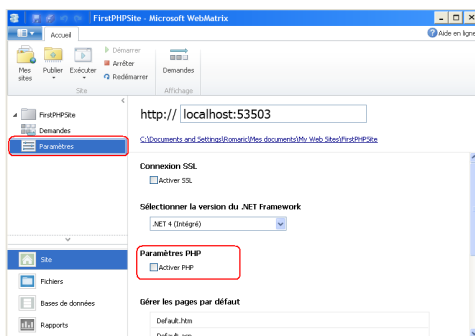 FirstPHPSite - Microsoft WebMatrix
Accueil
Aide en ligne
Mes sites
Publier
Exécuter
Démarrer
Arrêter
Redémarrer
Demandes
Site
Affichage
FirstPHPSite
Demandes
Paramètres
http:// localhost:53503
C:\Documents and Settings\Romaric\Mes documents\My Web Sites\FirstPHPSite
Connexion SSL
Activer SSL
Sélectionner la version du .NET Framework
.NET 4 (Intégré)
Paramètres PHP
Activer PHP
Gérer les pages par défaut
Default.htm
Default.asp
Site
Fichiers
Bases de données
Rapports